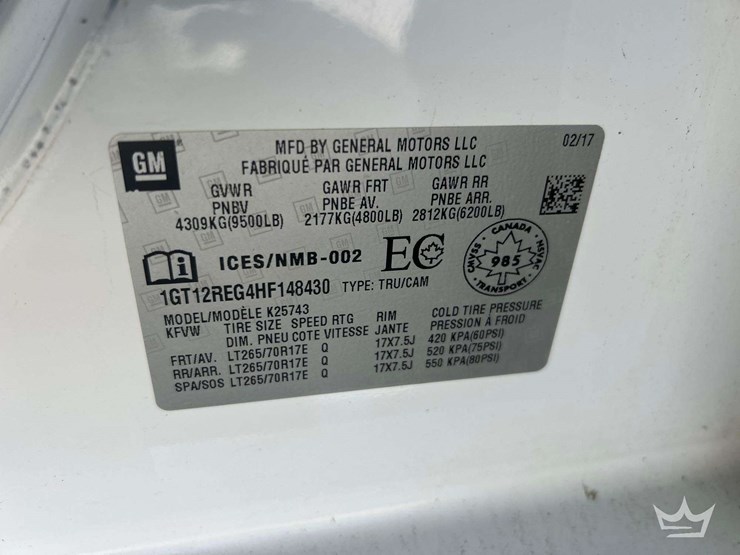 GM
MFD BY GENERAL MOTORS LLC
02/17
FABRIQUÉ PAR GENERAL MOTORS LLC
GVWR GAWR FRT GAWR RR
PNBV PNBE AV. PNBE ARR.
4309KG(9500LB) 2177KG(4800LB) 2812KG(6200LB)
ICES/NMB-002 EC
CANADA
CMVSS 985 NSVAC
TRANSPORT
1GT12REG4HF148430 TYPE: TRU/CAM
MODEL/MODÈLE K25743
KFVW TIRE SIZE SPEED RTG RIM COLD TIRE PRESSURE
DIM. PNEU COTE VITESSE JANTE PRESSION À FROID
FRT/AV. LT265/70R17E Q 17X7.5J 420 KPA(60PSI)
RR/ARR. LT265/70R17E Q 17X7.5J 520 KPA(75PSI)
SPA/SOS LT265/70R17E Q 17X7.5J 550 KPA(80PSI)